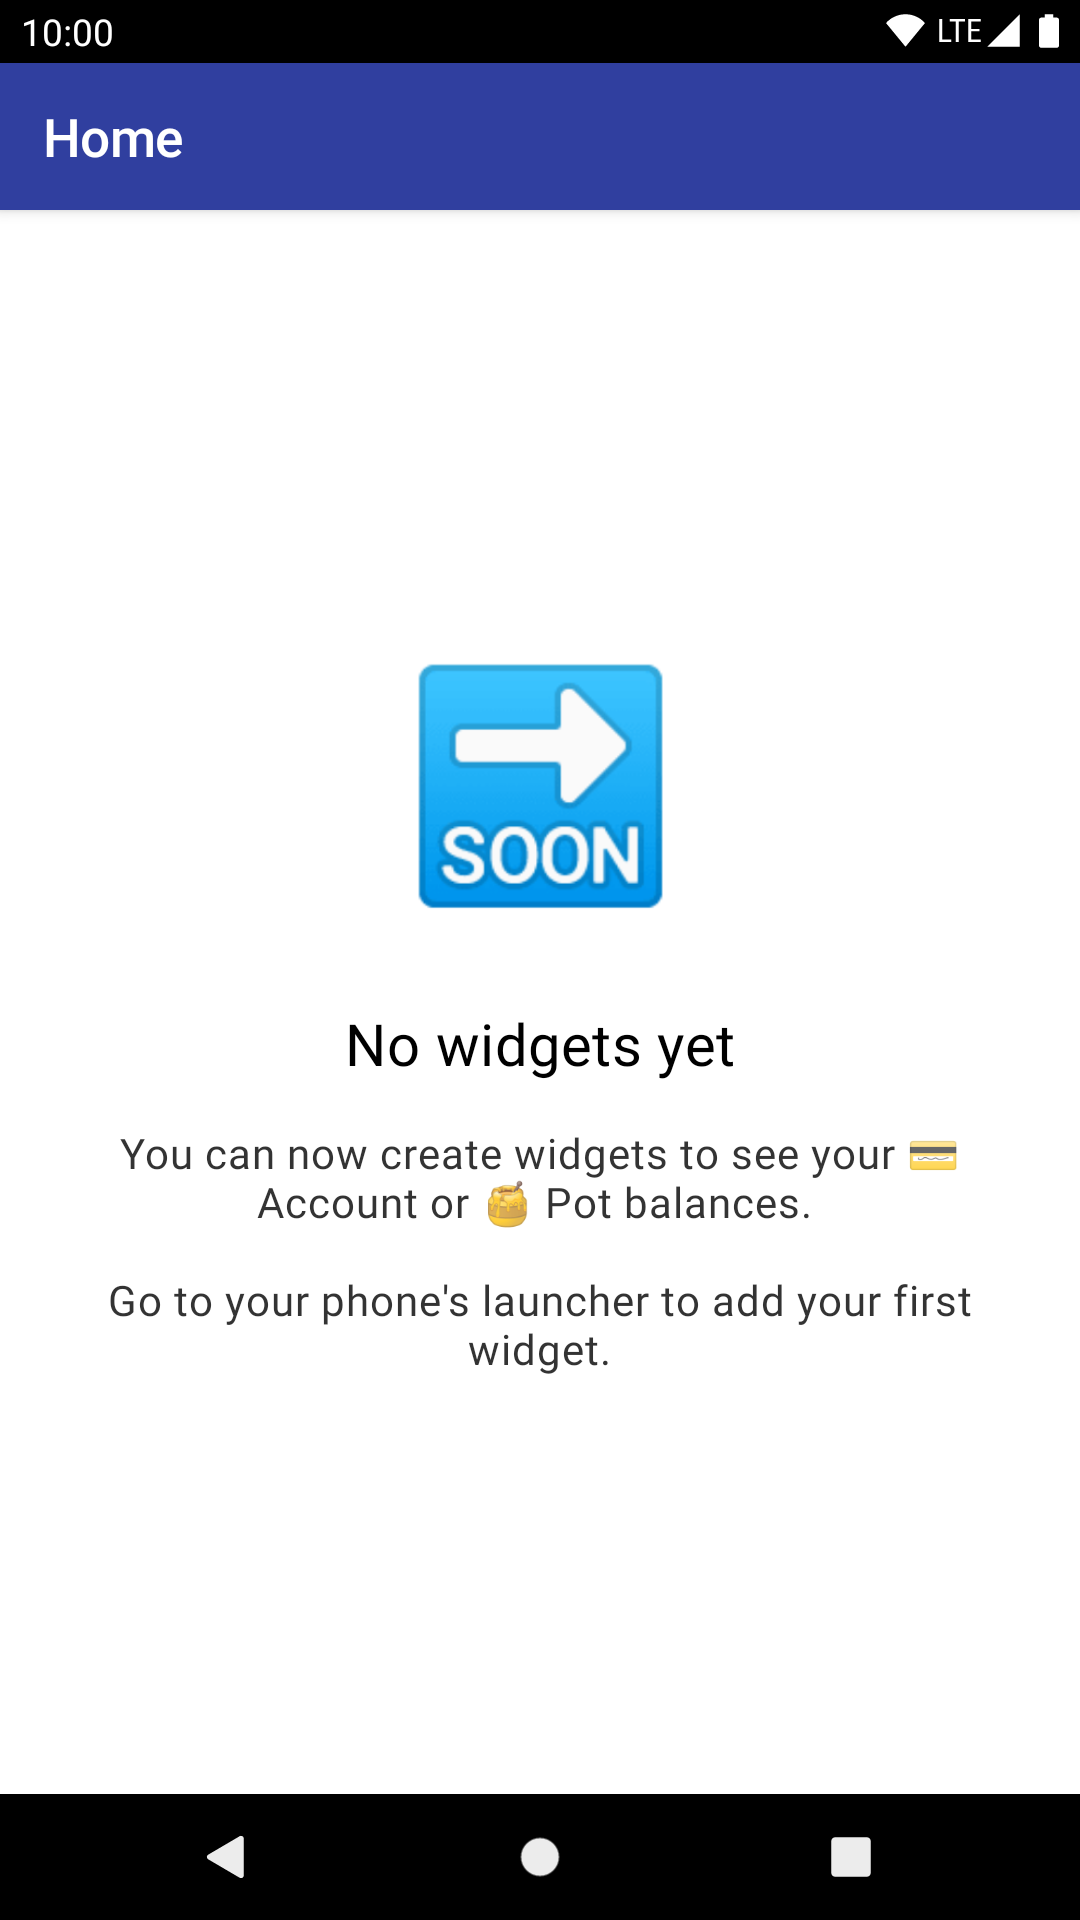 10:00
LTE
Home
SOON
No widgets yet
You can now create widgets to see your 💳
Account or 🍯 Pot balances.
Go to your phone's launcher to add your first
widget.